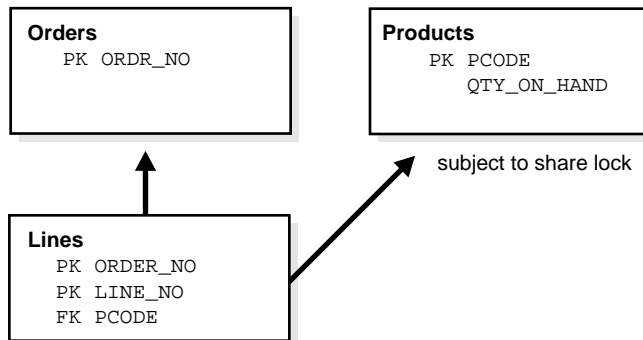 Orders
PK ORDR_NO
Products
PK PCODE
QTY_ON_HAND
subject to share lock
Lines
PK ORDER_NO
PK LINE_NO
FK PCODE